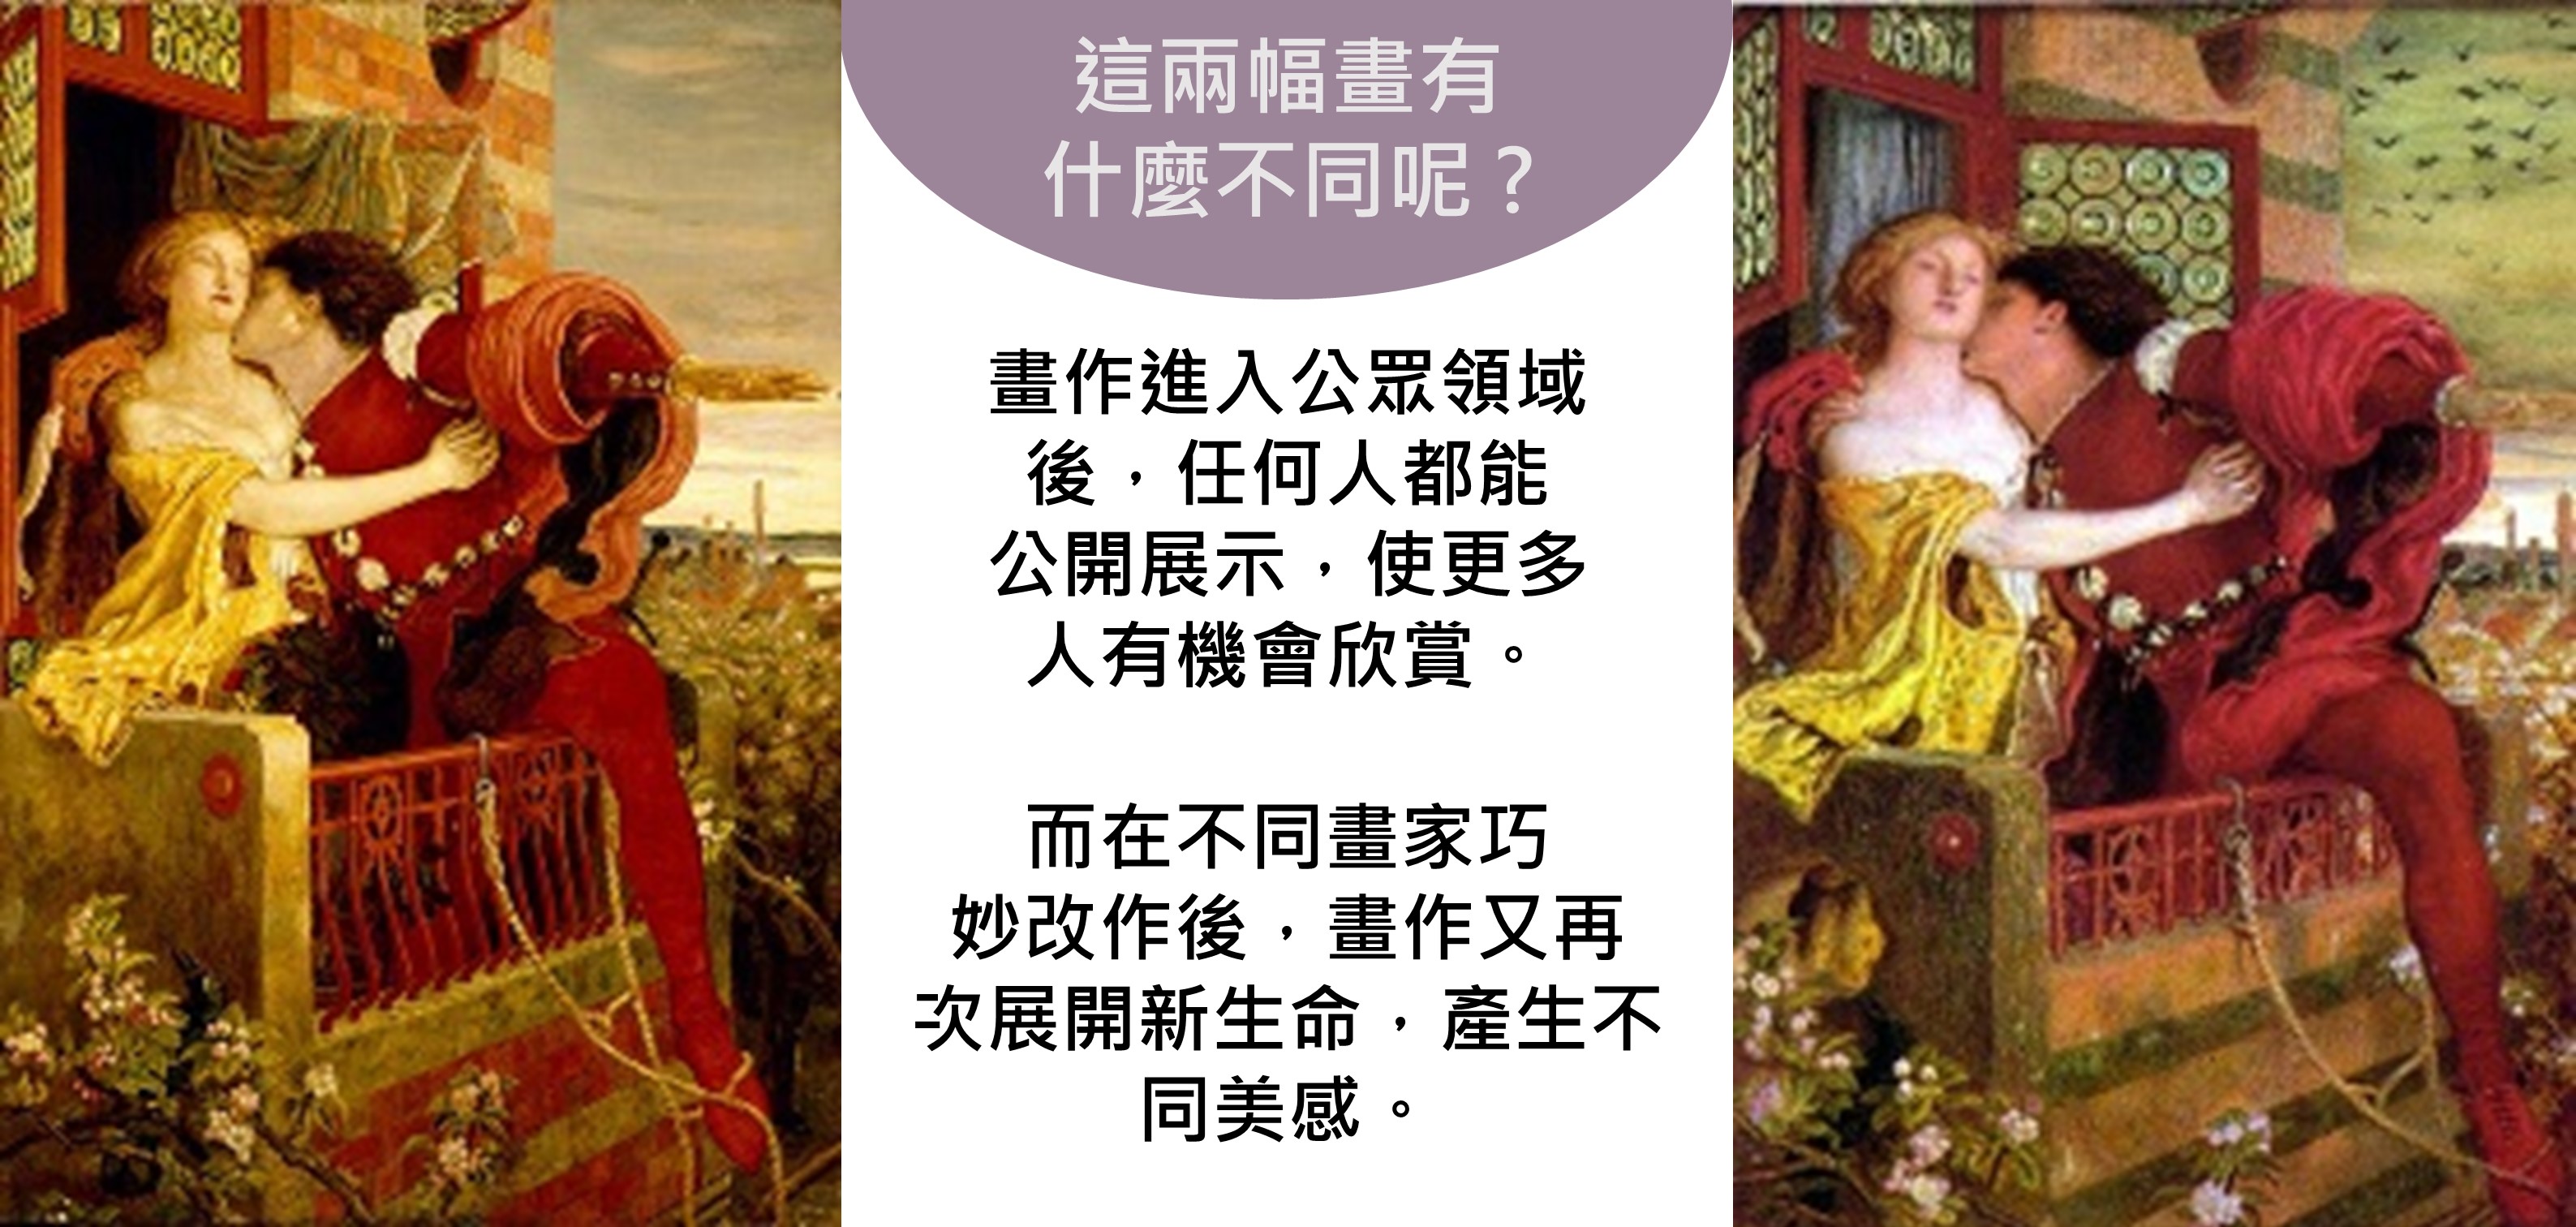 這兩幅畫有
什麼不同呢？
畫作進入公眾領域
後，任何人都能
公開展示，使更多
人有機會欣賞。
而在不同畫家巧
妙改作後，畫作又再
次展開新生命，產生不
同美感。